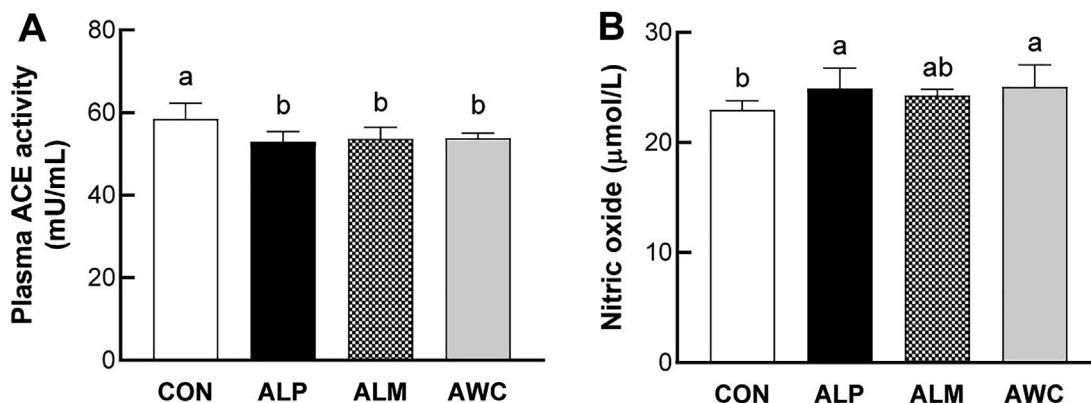 A
Plasma ACE activity
(mU/mL)
80
60
40
20
0
a
b
b
b
CON
ALP
ALM
AWC
B
Nitric oxide (μmol/L)
30
20
10
0
b
a
ab
a
CON
ALP
ALM
AWC